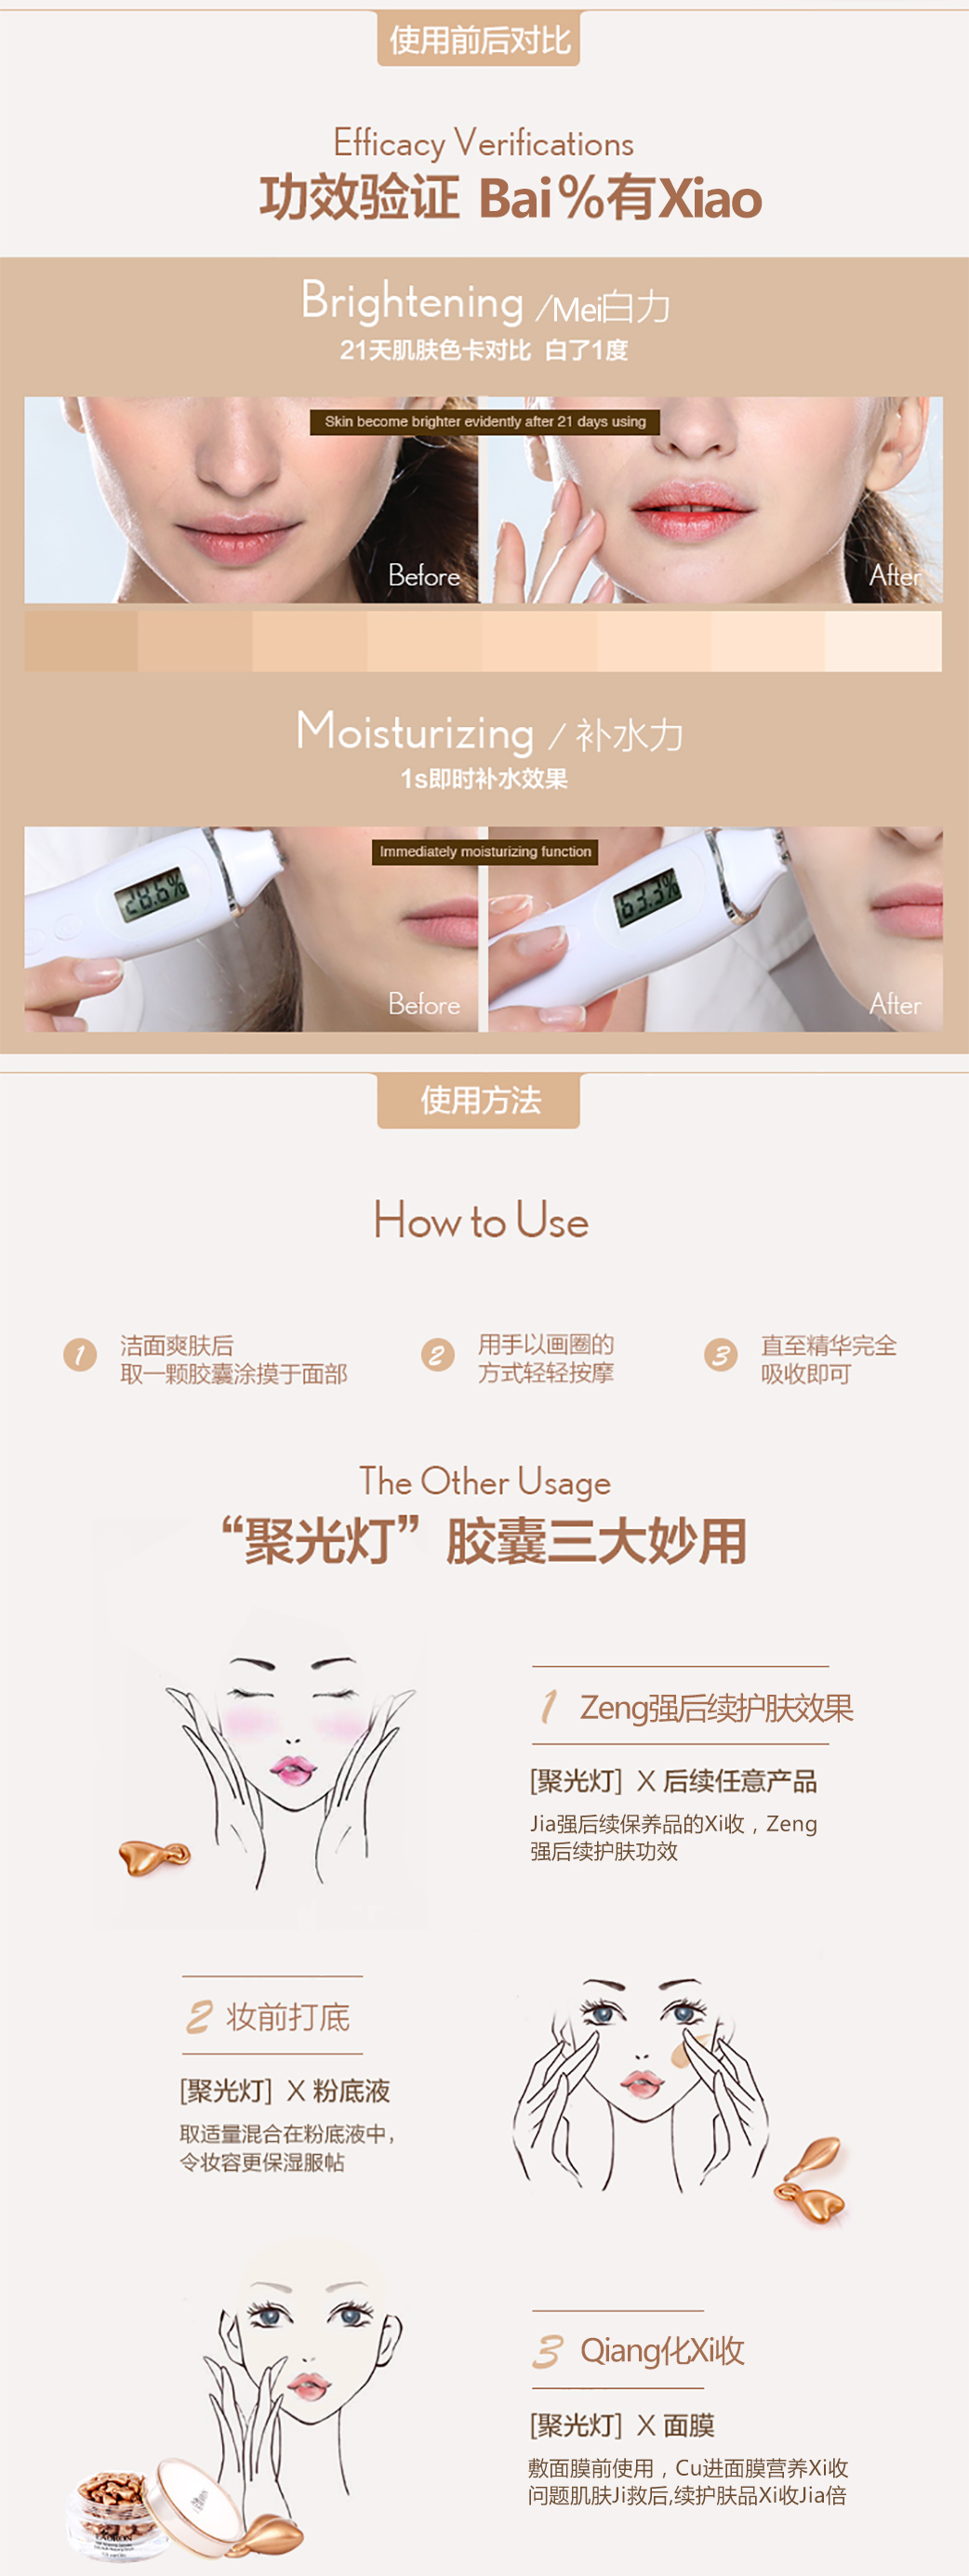 使用前后对比
Efficacy Verifications
功效验证 Bai%有Xiao
Brightening /Mei白力
21天肌肤色卡对比 白了1度
Skin become brighter evidently after 21 days using
Before
After
Moisturizing / 补水力
1s即时补水效果
Immediately moisturizing function
28.6%
63.3%
Before
After
使用方法
How to Use
1 洁面爽肤后
取一颗胶囊涂摸于面部
2 用手以画圈的
方式轻轻按摩
3 直至精华完全
吸收即可
The Other Usage
“聚光灯”胶囊三大妙用
1 Zeng强后续护肤效果
[聚光灯] X 后续任意产品
Jia强后续保养品的Xi收，Zeng
强后续护肤功效
2 妆前打底
[聚光灯] X 粉底液
取适量混合在粉底液中，
令妆容更保湿服帖
3 Qiang化Xi收
[聚光灯] X 面膜
敷面膜前使用，Cu进面膜营养Xi收
问题肌肤Ji救后,续护肤品Xi收Jia倍
EAORON